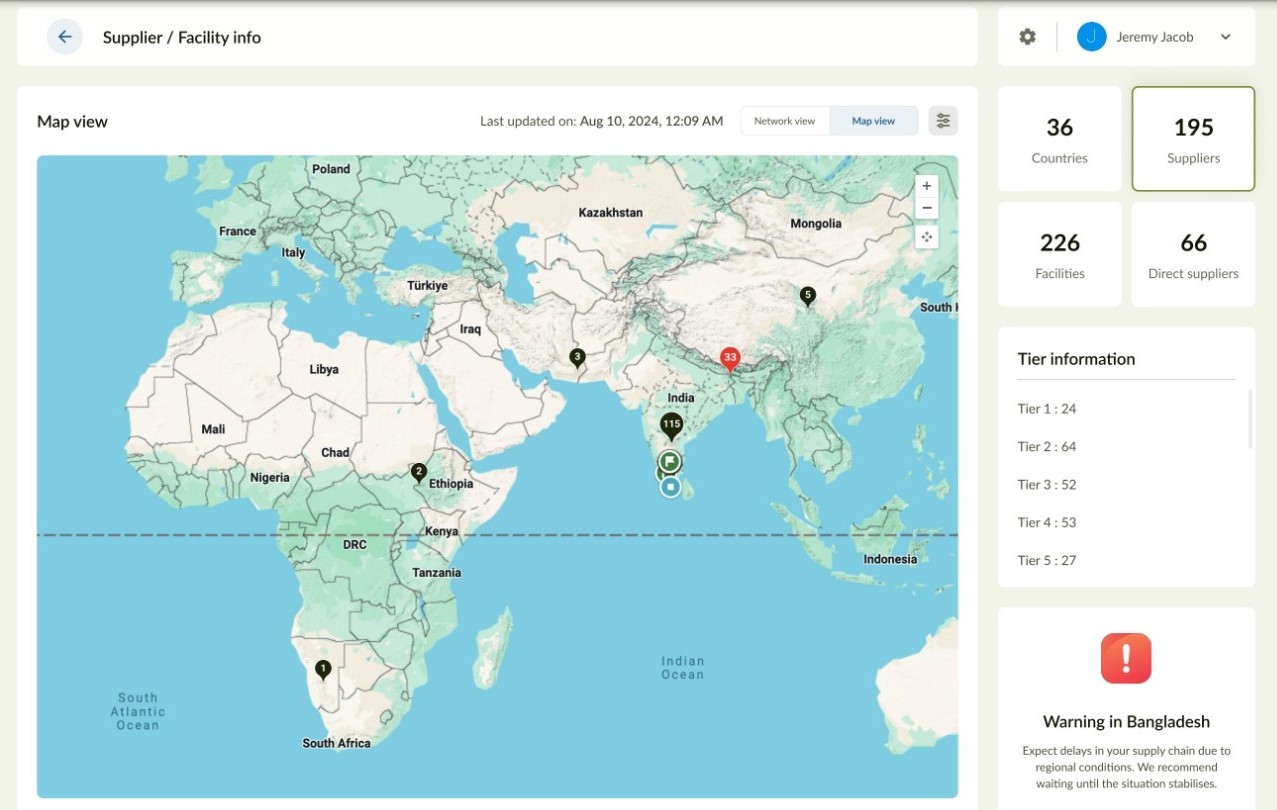 Supplier / Facility info
J
Jeremy Jacob
Map view
Last updated on: Aug 10, 2024, 12:09 AM
Network view
Map view
36
Countries
195
Suppliers
226
Facilities
66
Direct suppliers
Poland
Kazakhstan
Mongolia
France
Italy
Türkiye
5
South
Iraq
3
33
Libya
India
Mali
115
Chad
2
Nigeria
Ethiopia
Kenya
DRC
Indonesia
Tanzania
1
Indian
Ocean
South
Atlantic
Ocean
South Africa
+
−
Tier information
Tier 1 : 24
Tier 2 : 64
Tier 3 : 52
Tier 4 : 53
Tier 5 : 27
!
Warning in Bangladesh
Expect delays in your supply chain due to
regional conditions. We recommend
waiting until the situation stabilises.